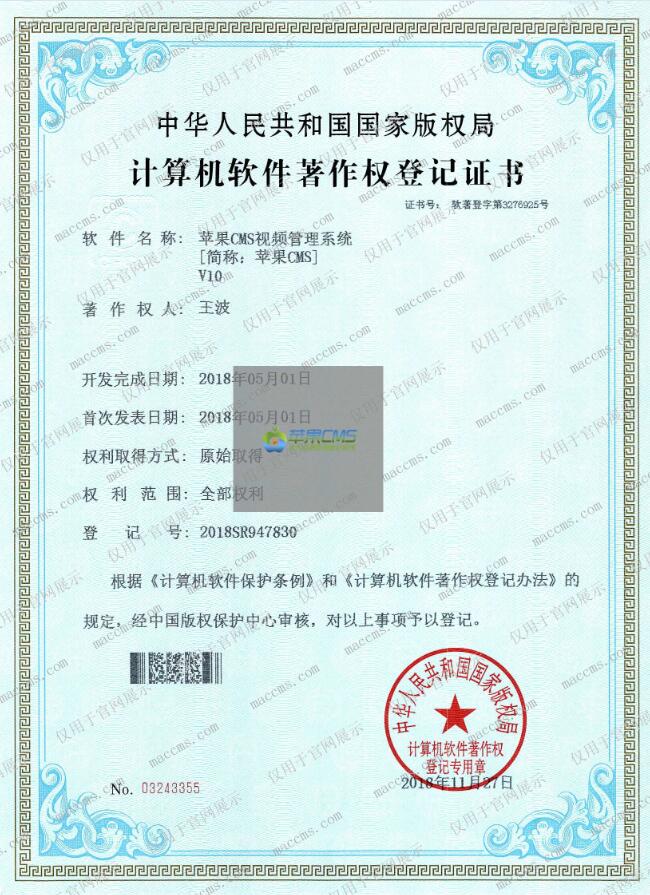 中华人民共和国国家版权局
计算机软件著作权登记证书
证书号： 软著登字第3276925号
软件名称： 苹果CMS视频管理系统
[简称：苹果CMS]
V10
著作权人： 王波
开发完成日期： 2018年05月01日
首次发表日期： 2018年05月01日
苹果CMS
权利取得方式： 原始取得
权利范围： 全部权利
登记号： 2018SR947830
根据《计算机软件保护条例》和《计算机软件著作权登记办法》的
规定，经中国版权保护中心审核，对以上事项予以登记。
中华人民共和国国家版权局
计算机软件著作权
登记专用章
No. 03243355
2018年11月27日
仅用于官网展示
maccms.com